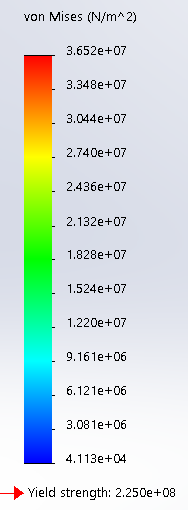 von Mises (N/m^2)
3.652e+07
3.348e+07
3.044e+07
2.740e+07
2.436e+07
2.132e+07
1.828e+07
1.524e+07
1.220e+07
9.161e+06
6.121e+06
3.081e+06
4.113e+04
Yield strength: 2.250e+08